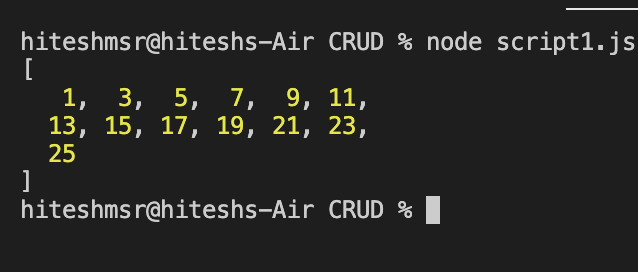 hiteshmsr@hiteshs-Air CRUD % node script1.js
[
   1,  3,  5,  7,  9, 11,
  13, 15, 17, 19, 21, 23,
  25
]
hiteshmsr@hiteshs-Air CRUD %